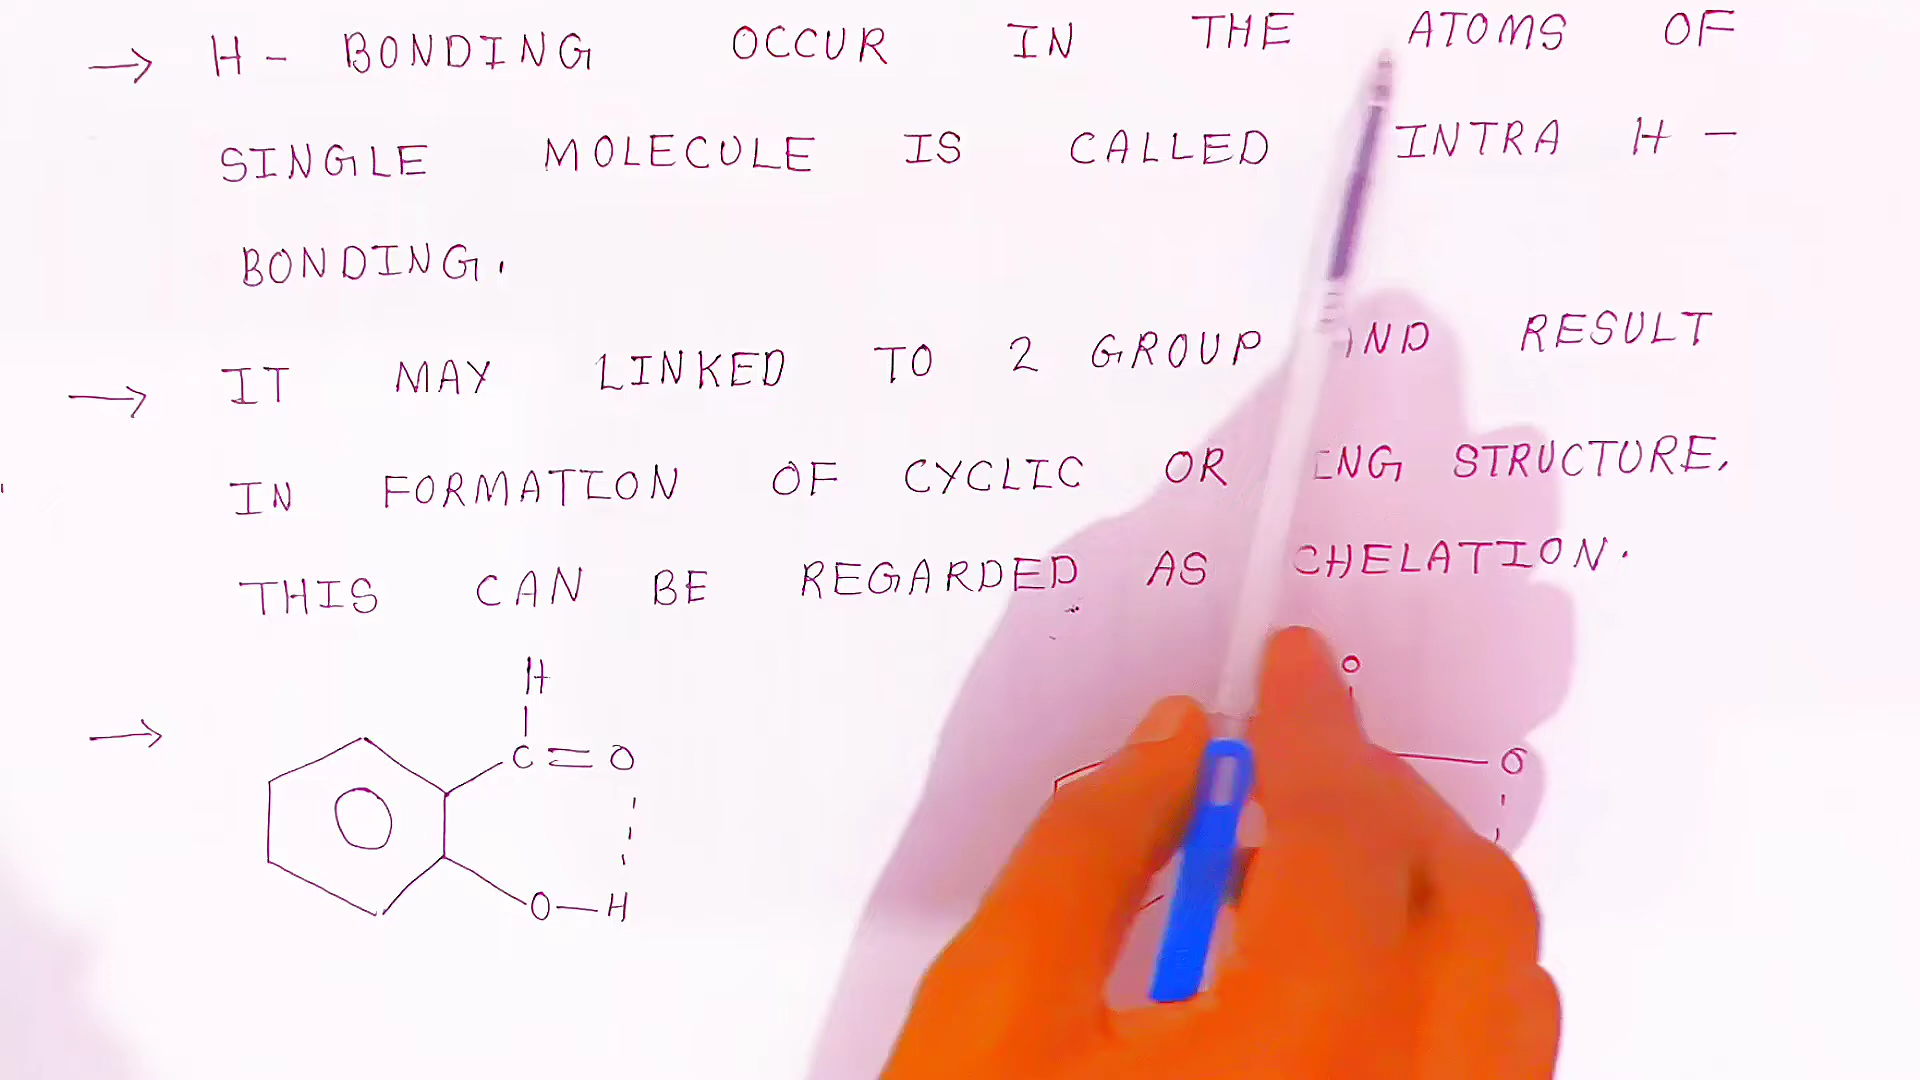 → H - BONDING OCCUR IN THE ATOMS OF
SINGLE MOLECULE IS CALLED INTRA H -
BONDING.
→ IT MAY LINKED TO 2 GROUP RESULT
IN FORMATION OF CYCLIC OR STRUCTURE.
THIS CAN BE REGARDED AS CHELATION.
H
→ C = O
O - H
O
O